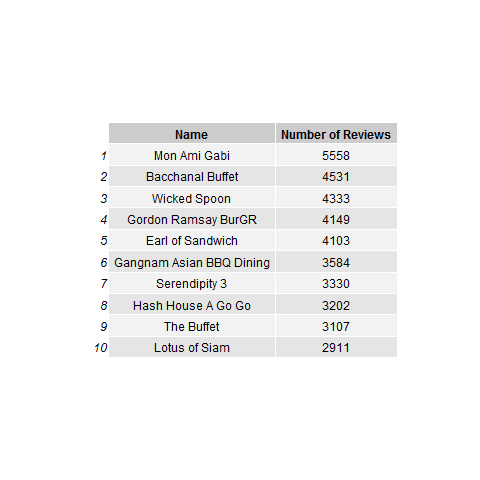 Name Number of Reviews
1 Mon Ami Gabi 5558
2 Bacchanal Buffet 4531
3 Wicked Spoon 4333
4 Gordon Ramsay BurGR 4149
5 Earl of Sandwich 4103
6 Gangnam Asian BBQ Dining 3584
7 Serendipity 3 3330
8 Hash House A Go Go 3202
9 The Buffet 3107
10 Lotus of Siam 2911